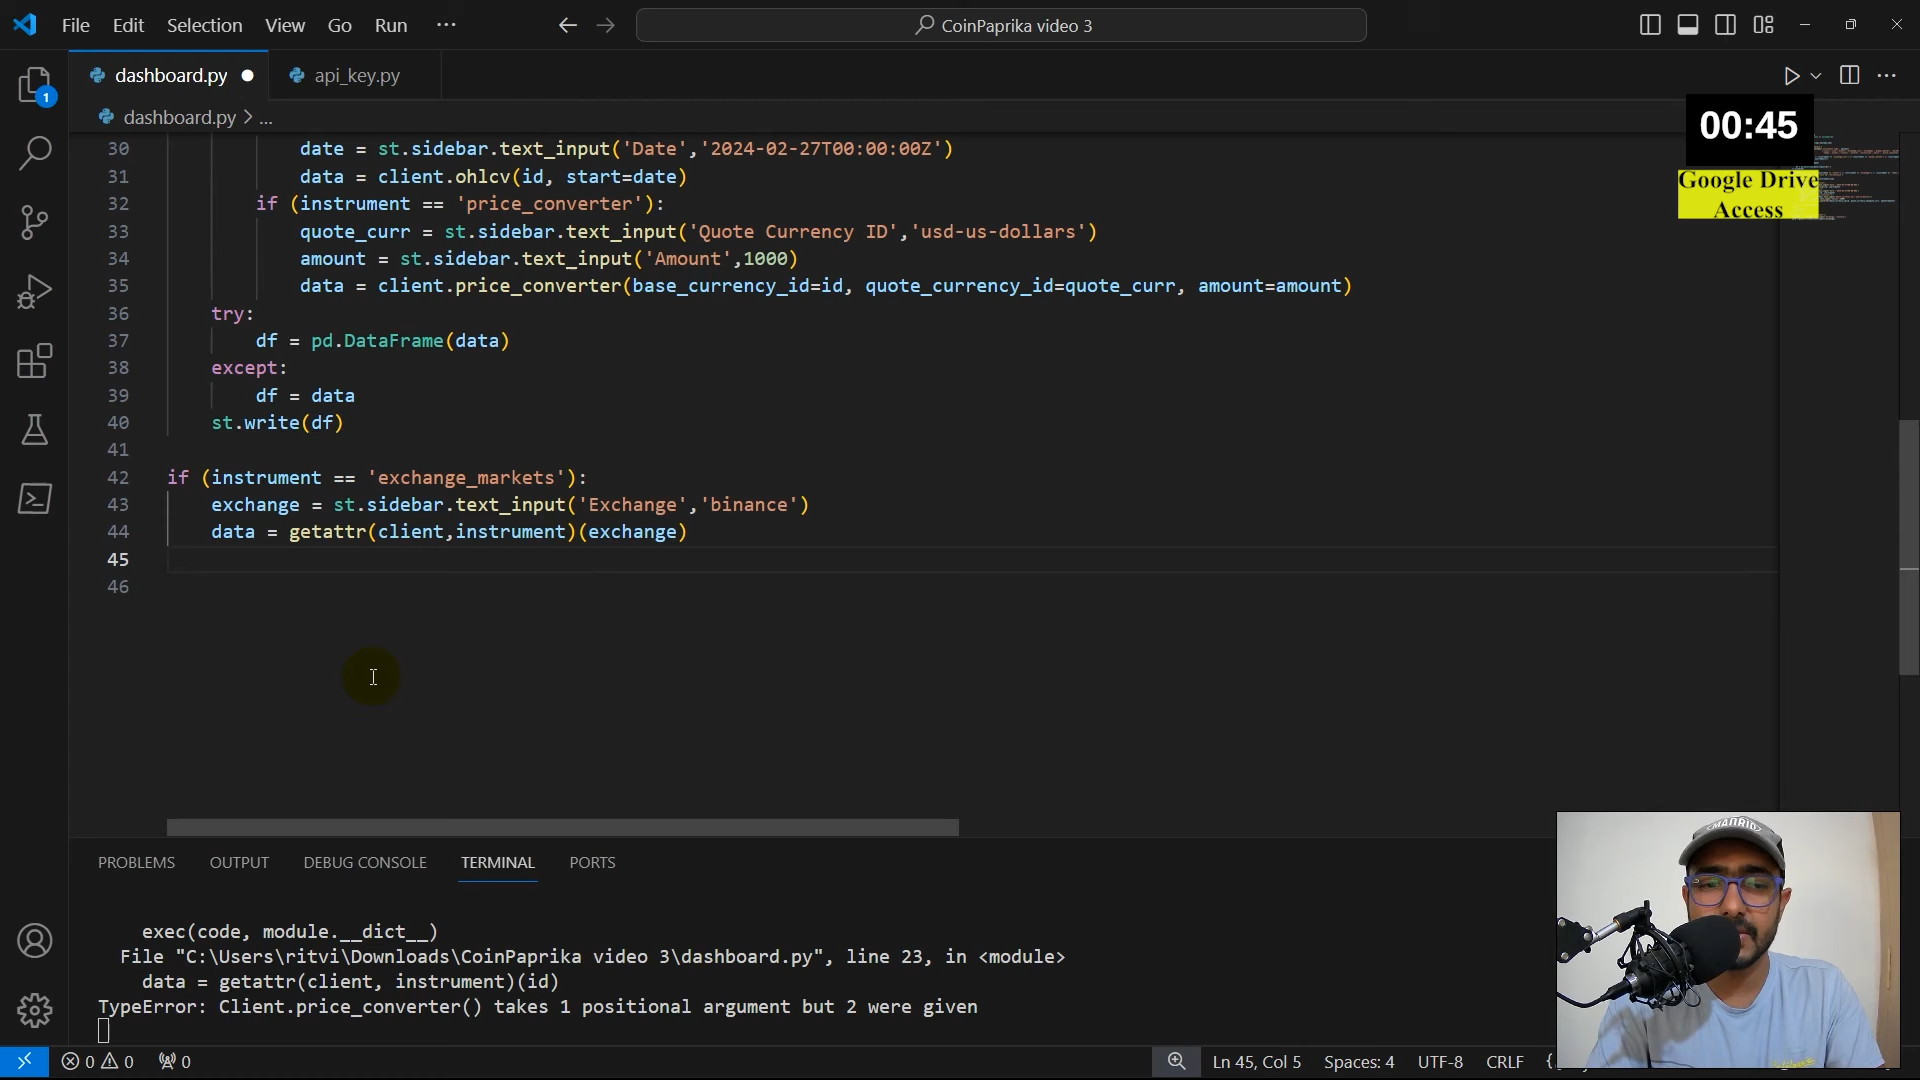 File Edit Selection View Go Run ... CoinPaprika video 3
dashboard.py api_key.py
dashboard.py > ...
00:45
Google Drive
Access
30 date = st.sidebar.text_input('Date','2024-02-27T00:00:00Z')
31 data = client.ohlcv(id, start=date)
32 if (instrument == 'price_converter'):
33 quote_curr = st.sidebar.text_input('Quote Currency ID','usd-us-dollars')
34 amount = st.sidebar.text_input('Amount',1000)
35 data = client.price_converter(base_currency_id=id, quote_currency_id=quote_curr, amount=amount)
36 try:
37 df = pd.DataFrame(data)
38 except:
39 df = data
40 st.write(df)
41
42 if (instrument == 'exchange_markets'):
43 exchange = st.sidebar.text_input('Exchange','binance')
44 data = getattr(client,instrument)(exchange)
45
46
1
PROBLEMS OUTPUT DEBUG CONSOLE TERMINAL PORTS
exec(code, module.__dict__)
File "C:\Users\ritvi\Downloads\CoinPaprika video 3\dashboard.py", line 23, in <module>
data = getattr(client, instrument)(id)
TypeError: Client.price_converter() takes 1 positional argument but 2 were given
0 0 0 Ln 45, Col 5 Spaces: 4 UTF-8 CRLF {
MADRID